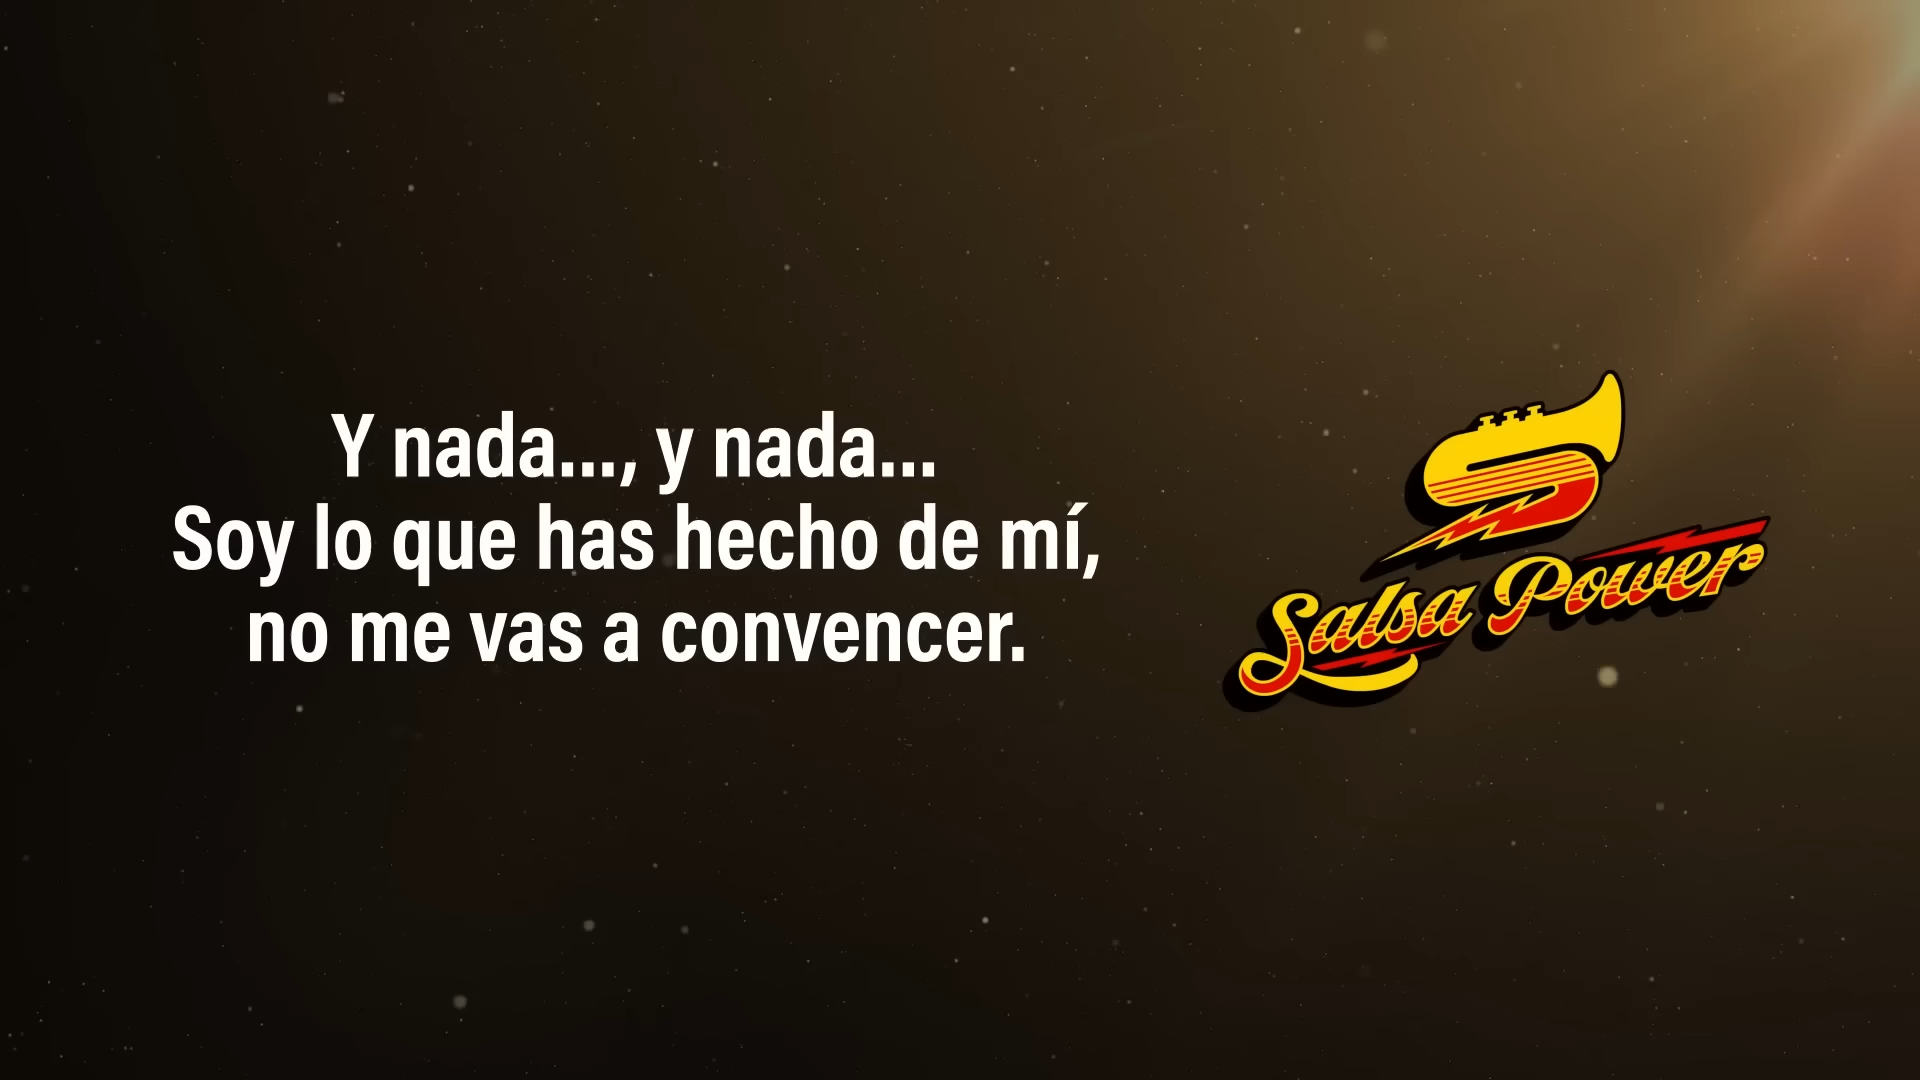 Y nada..., y nada...
Soy lo que has hecho de mí,
no me vas a convencer.
Salsa Power